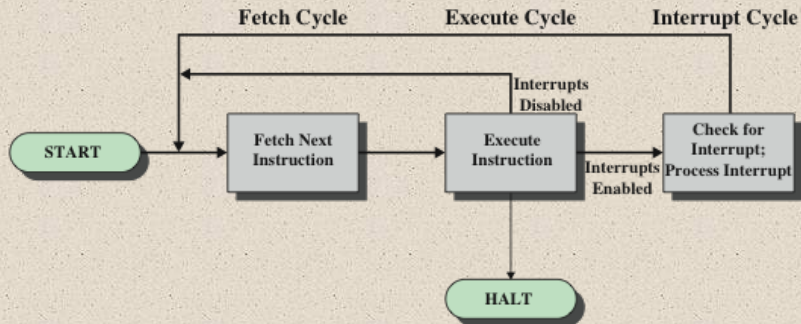 Fetch Cycle
Execute Cycle
Interrupt Cycle
Interrupts
Disabled
START
Fetch Next
Instruction
Execute
Instruction
Interrupts
Enabled
Check for
Interrupt;
Process Interrupt
HALT